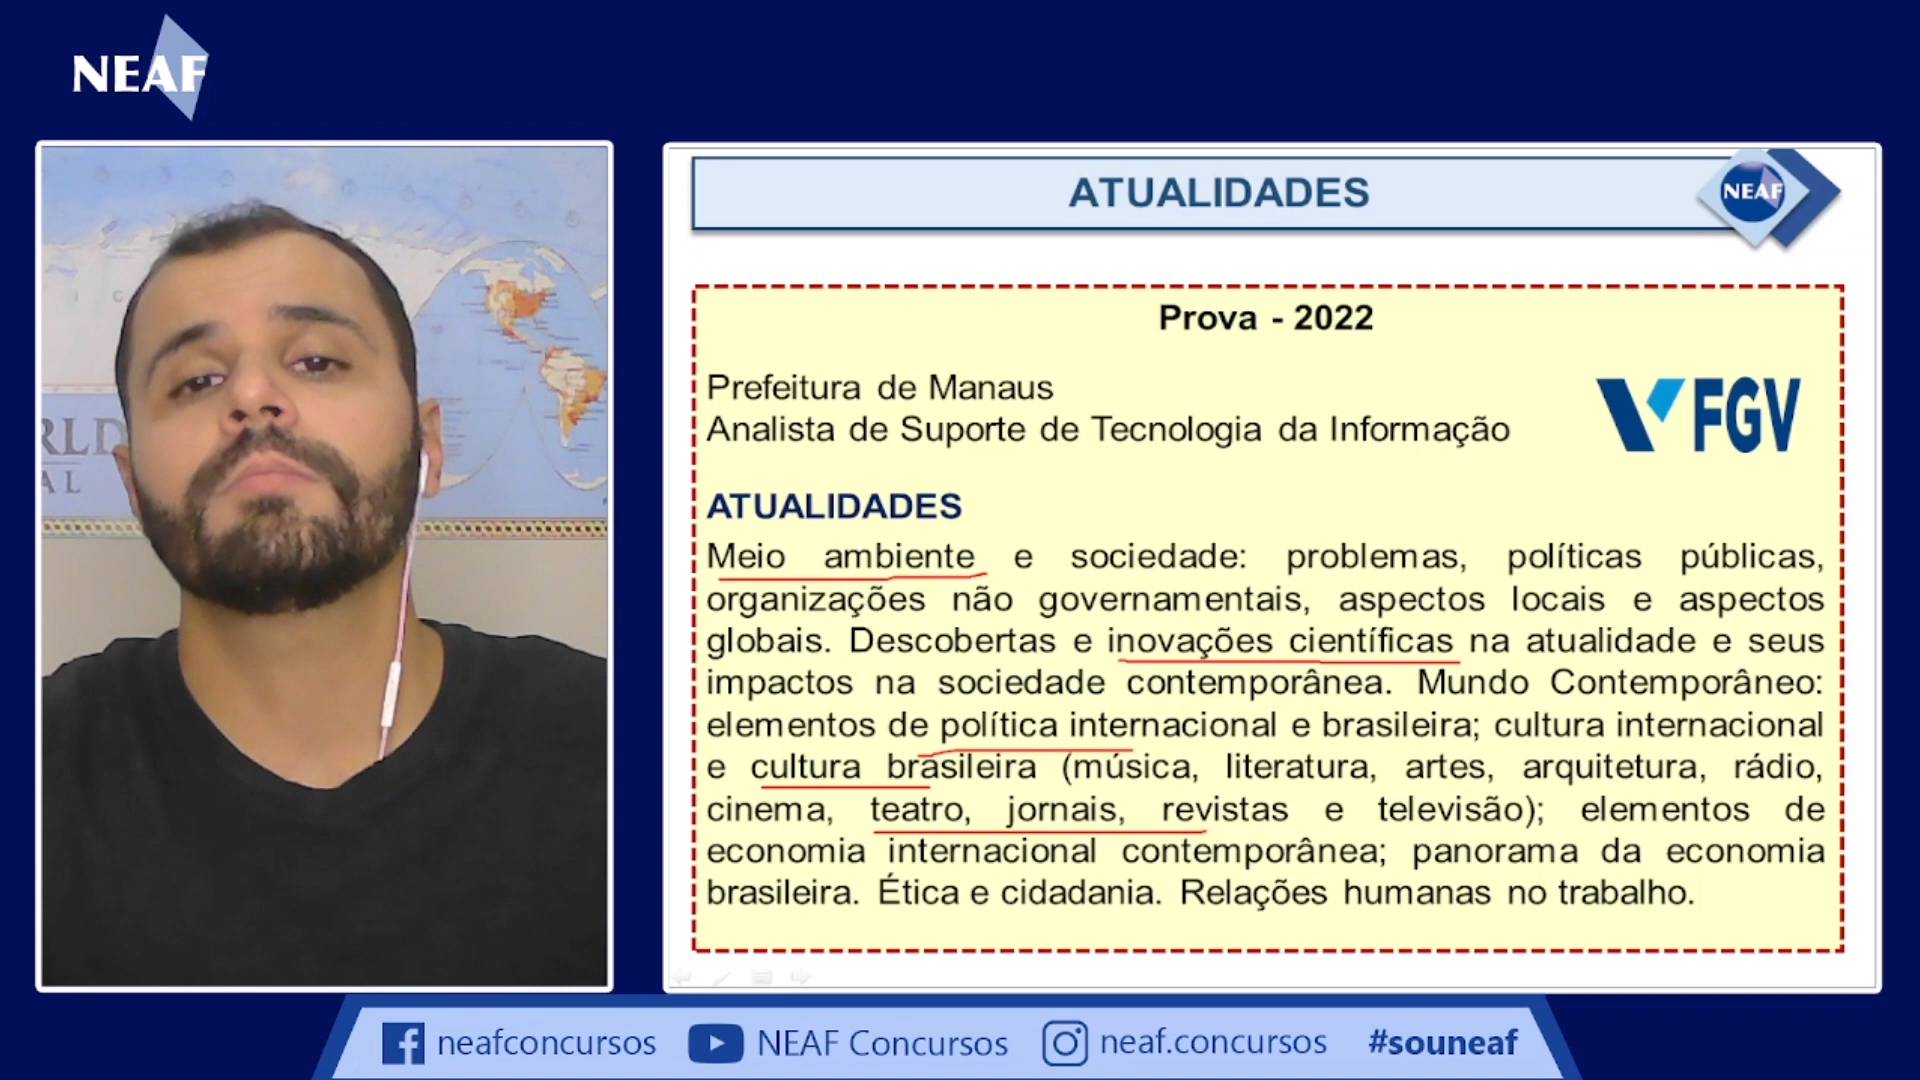 NEAF
RLD
AL
ATUALIDADES
NEAF
Prova - 2022
Prefeitura de Manaus
Analista de Suporte de Tecnologia da Informação
FGV
ATUALIDADES
Meio ambiente e sociedade: problemas, políticas públicas,
organizações não governamentais, aspectos locais e aspectos
globais. Descobertas e inovações científicas na atualidade e seus
impactos na sociedade contemporânea. Mundo Contemporâneo:
elementos de política internacional e brasileira; cultura internacional
e cultura brasileira (música, literatura, artes, arquitetura, rádio,
cinema, teatro, jornais, revistas e televisão); elementos de
economia internacional contemporânea; panorama da economia
brasileira. Ética e cidadania. Relações humanas no trabalho.
neafconcursos NEAF Concursos neaf.concursos #souneaf